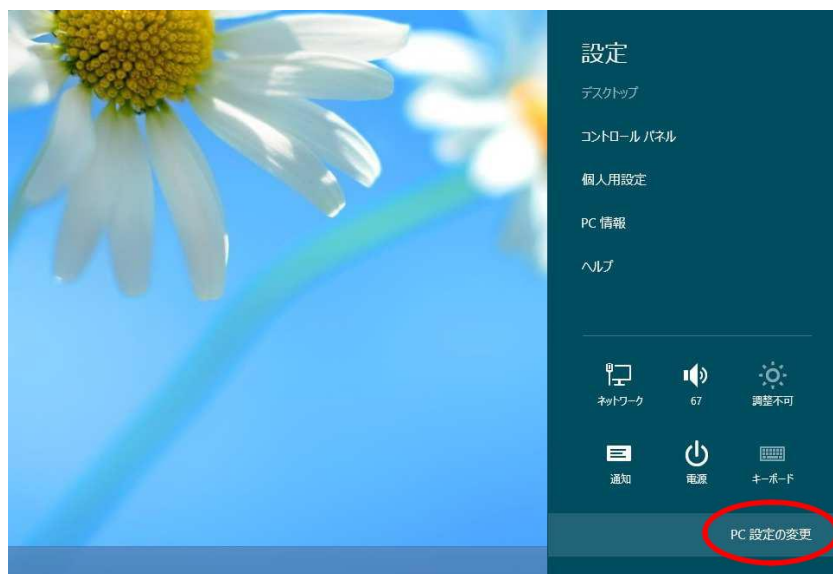 設定
デスクトップ
コントロール パネル
個人用設定
PC 情報
ヘルプ
ネットワーク
67
調整不可
通知
電源
キーボード
PC 設定の変更